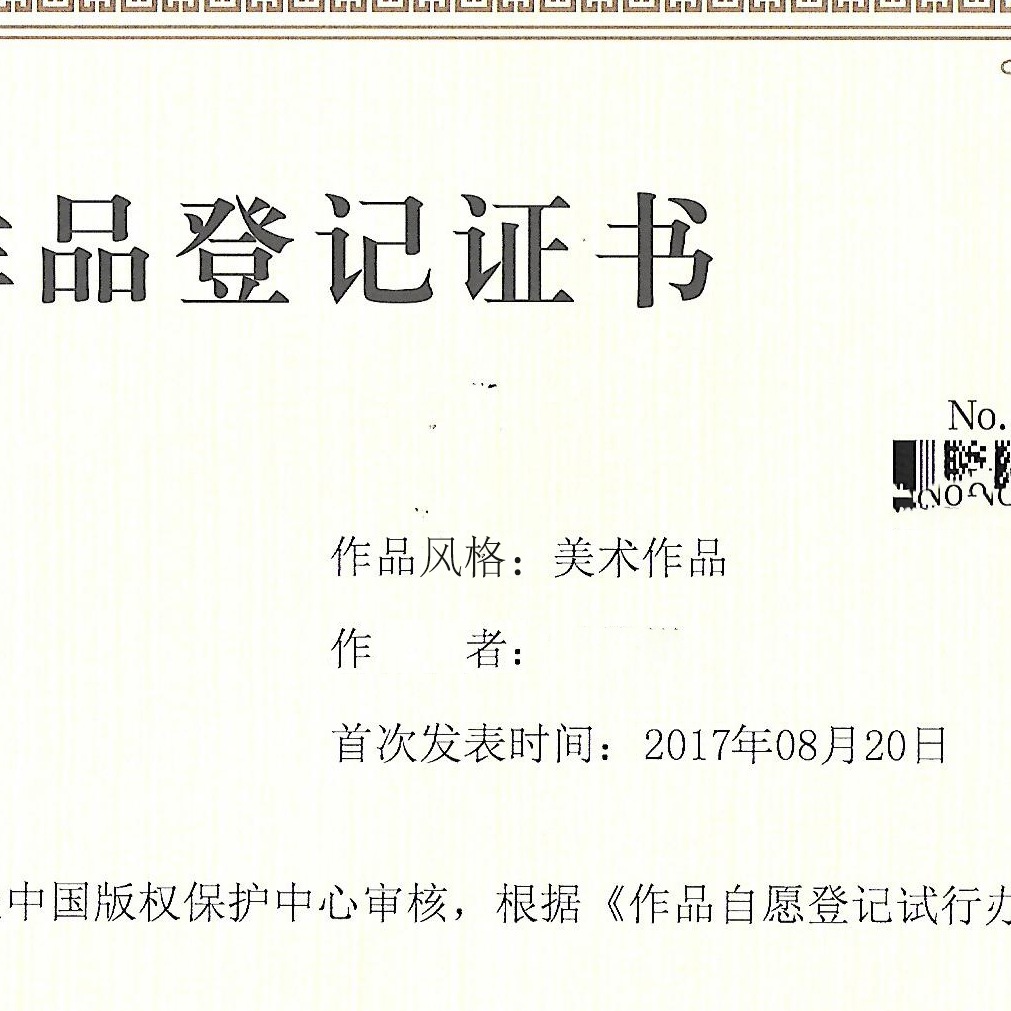 作品登记证书
No.
作品风格：美术作品
作 者：
首次发表时间：2017年08月20日
中国版权保护中心审核，根据《作品自愿登记试行办